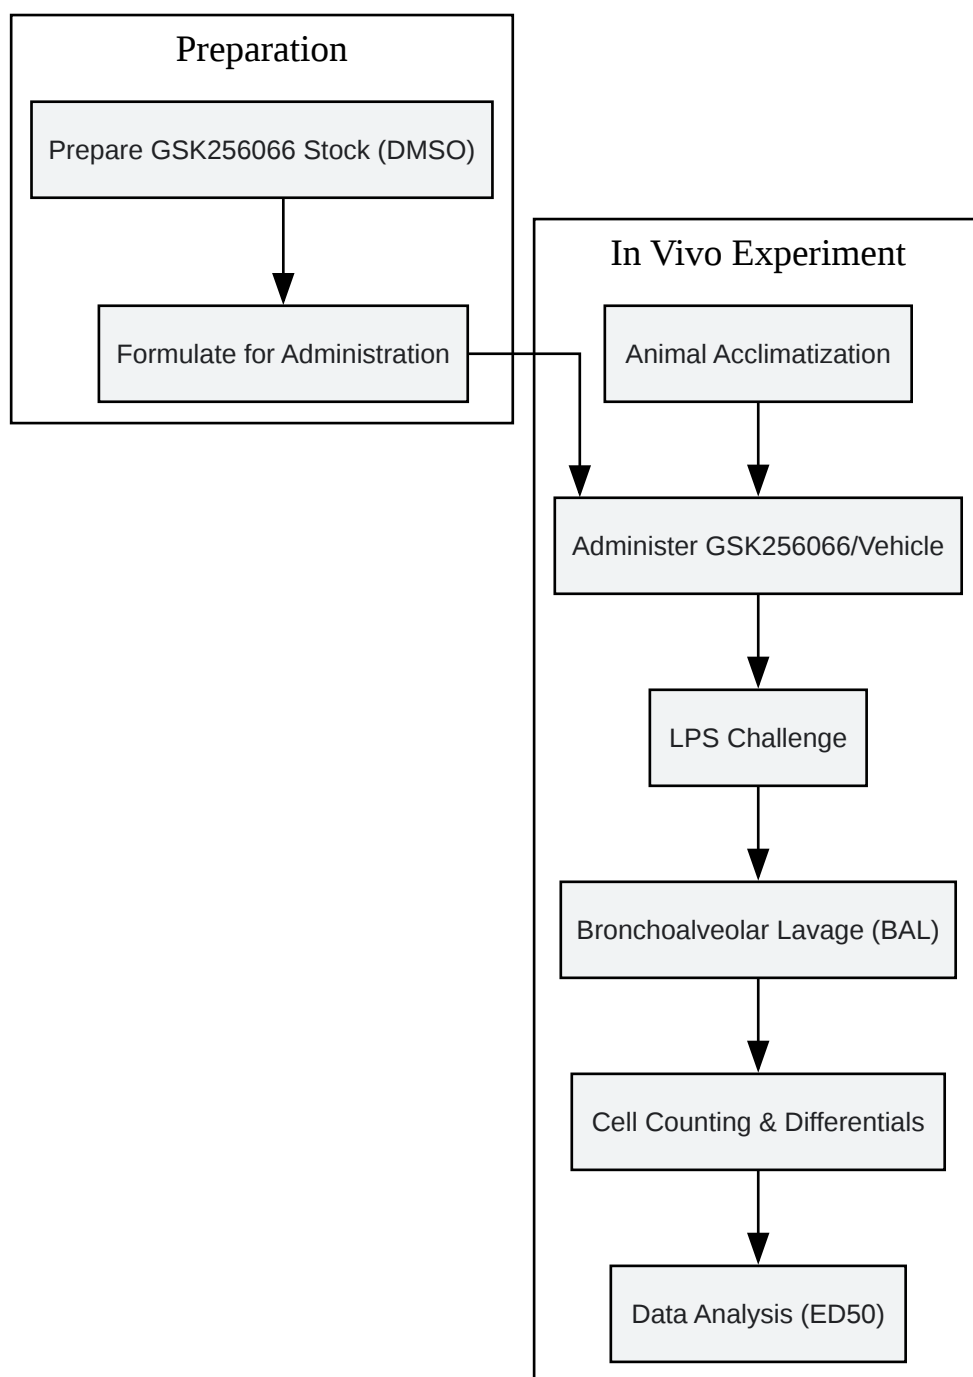 Preparation
Prepare GSK256066 Stock (DMSO)
Formulate for Administration
In Vivo Experiment
Animal Acclimatization
Administer GSK256066/Vehicle
LPS Challenge
Bronchoalveolar Lavage (BAL)
Cell Counting & Differentials
Data Analysis (ED50)